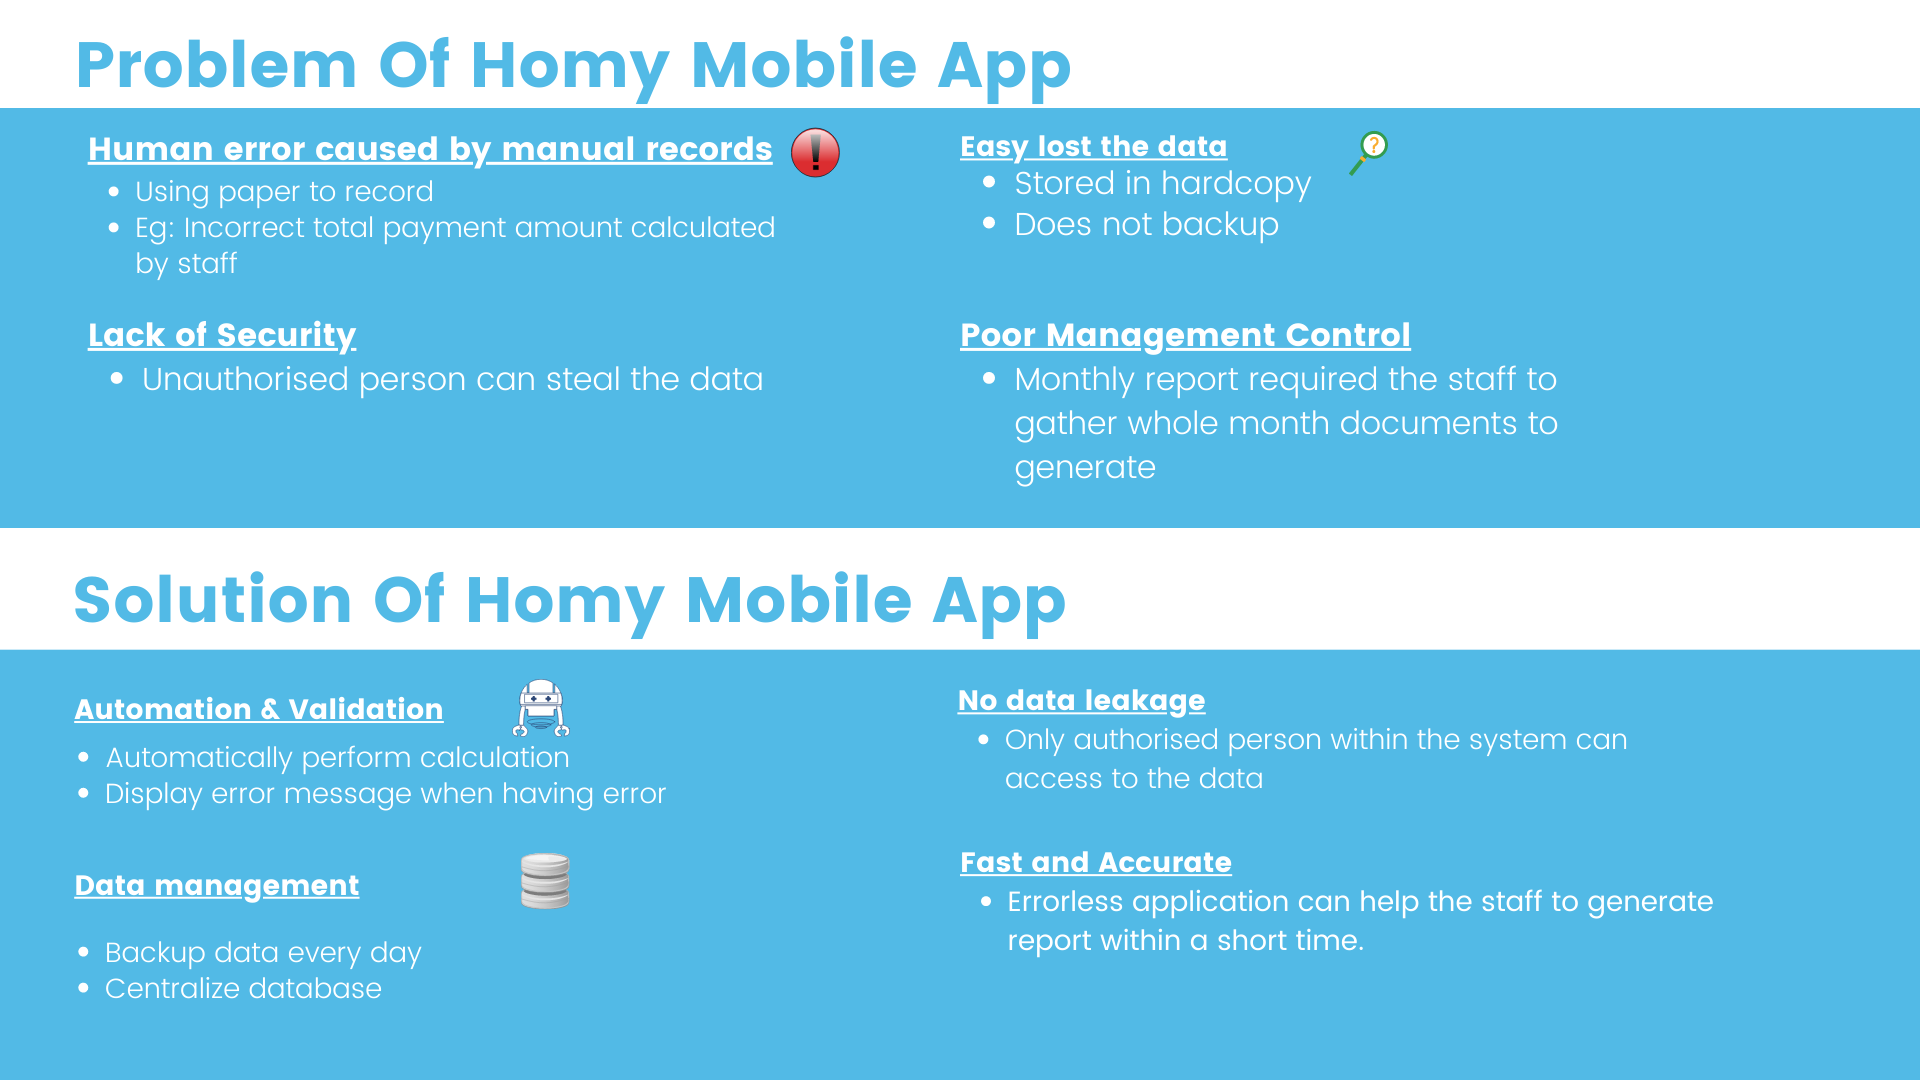 Problem Of Homy Mobile App
Human error caused by manual records
• Using paper to record
• Eg: Incorrect total payment amount calculated
by staff
Easy lost the data
• Stored in hardcopy
• Does not backup
Lack of Security
• Unauthorised person can steal the data
Poor Management Control
• Monthly report required the staff to
gather whole month documents to
generate
Solution Of Homy Mobile App
Automation & Validation
• Automatically perform calculation
• Display error message when having error
No data leakage
• Only authorised person within the system can
access to the data
Data management
• Backup data every day
• Centralize database
Fast and Accurate
• Errorless application can help the staff to generate
report within a short time.